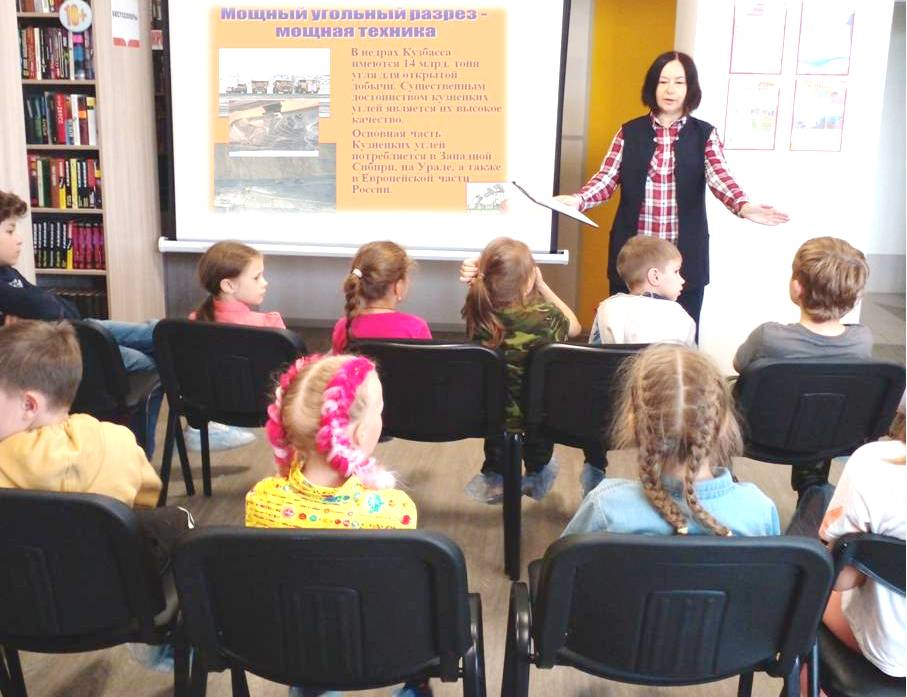 БЕСТСЕЛЛЕРЫ
Мощный угольный разрез -
мощная техника
В недрах Кузбасса
имеются 14 млрд. тонн
угля для открытой
добычи. Существенным
достоинством кузнецких
углей является их высокое
качество.
Основная часть
Кузнецких углей
потребляется в Западной
Сибири, на Урале, а также
в Европейской части
России.